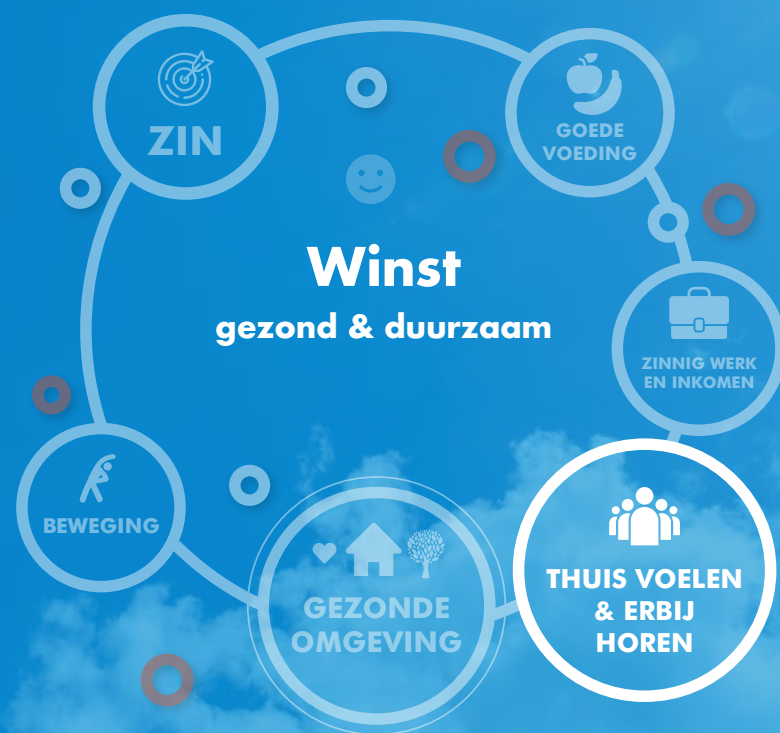 ZIN
GOEDE
VOEDING
Winst
gezond & duurzaam
ZINNIG WERK
EN INKOMEN
BEWEGING
THUIS VOELEN
& ERBIJ
HOREN
GEZONDE
OMGEVING